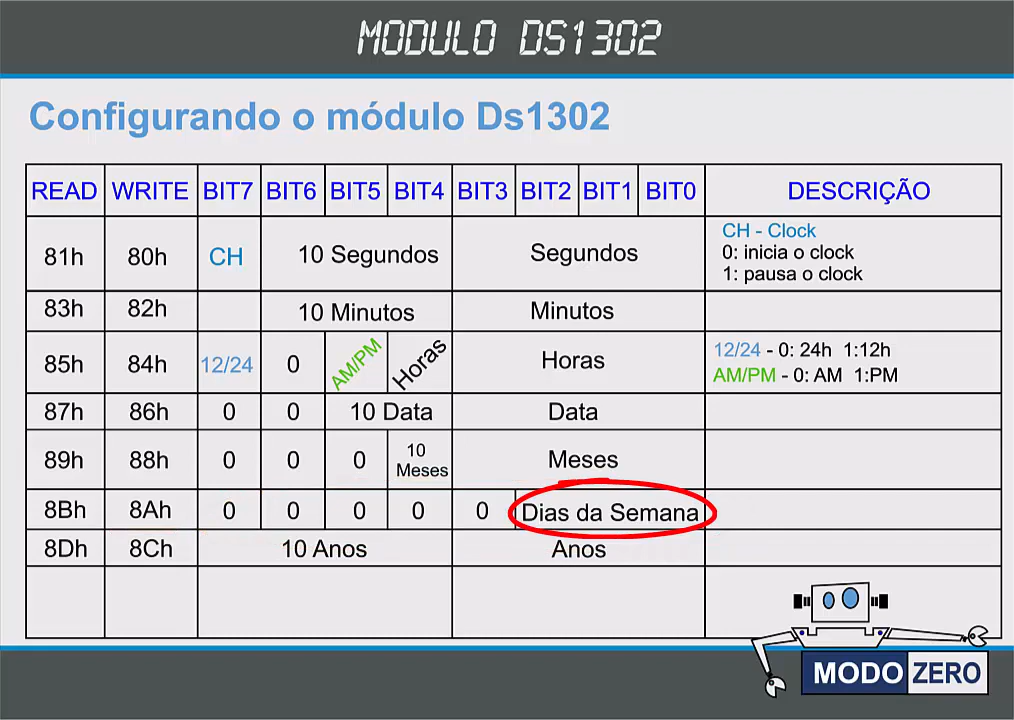 MODULO DS1302
Configurando o módulo Ds1302
READ WRITE BIT7 BIT6 BIT5 BIT4 BIT3 BIT2 BIT1 BIT0 DESCRIÇÃO
81h 80h CH 10 Segundos Segundos CH - Clock
0: inicia o clock
1: pausa o clock
83h 82h 10 Minutos Minutos
85h 84h 12/24 0 AM/PM Horas Horas 12/24 - 0: 24h 1:12h
AM/PM - 0: AM 1:PM
87h 86h 0 0 10 Data Data
89h 88h 0 0 0 10 Meses Meses
8Bh 8Ah 0 0 0 0 0 Dias da Semana
8Dh 8Ch 10 Anos Anos
MODO ZERO